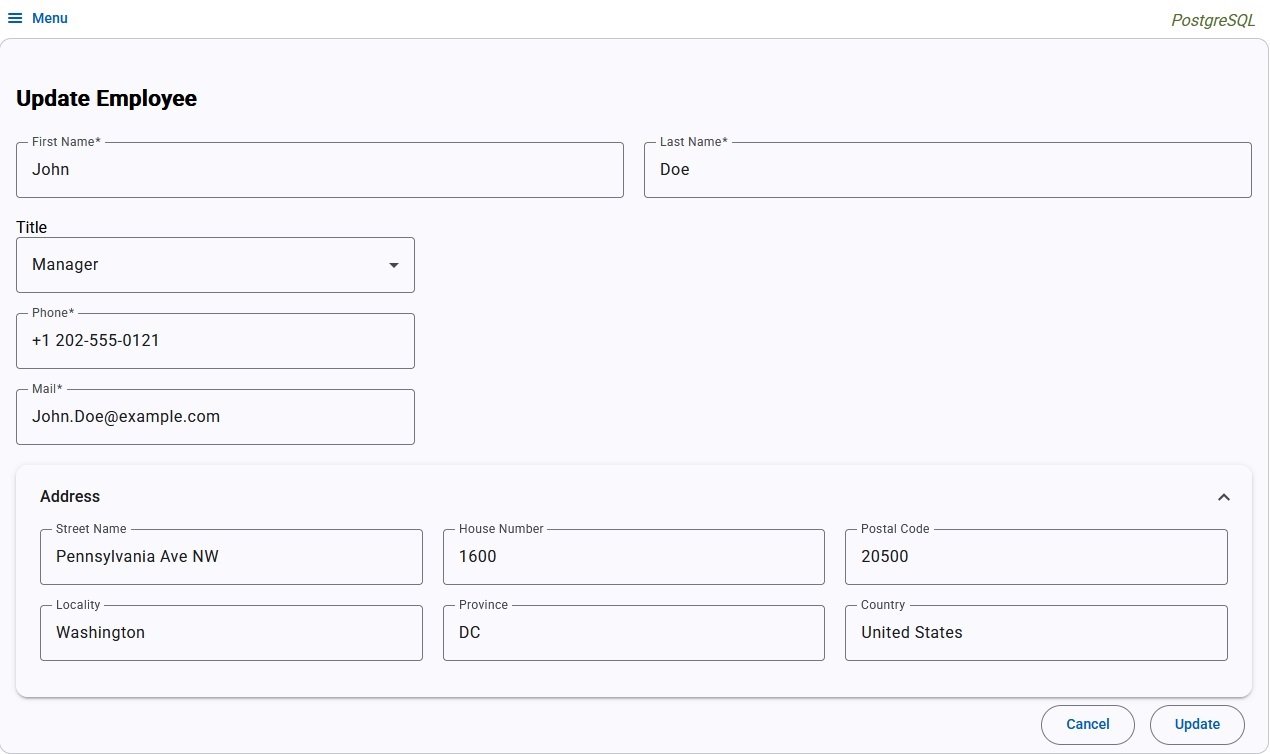 Menu
PostgreSQL
Update Employee
First Name*
John
Last Name*
Doe
Title
Manager
Phone*
+1 202-555-0121
Mail*
John.Doe@example.com
Address
Street Name
Pennsylvania Ave NW
House Number
1600
Postal Code
20500
Locality
Washington
Province
DC
Country
United States
Cancel
Update